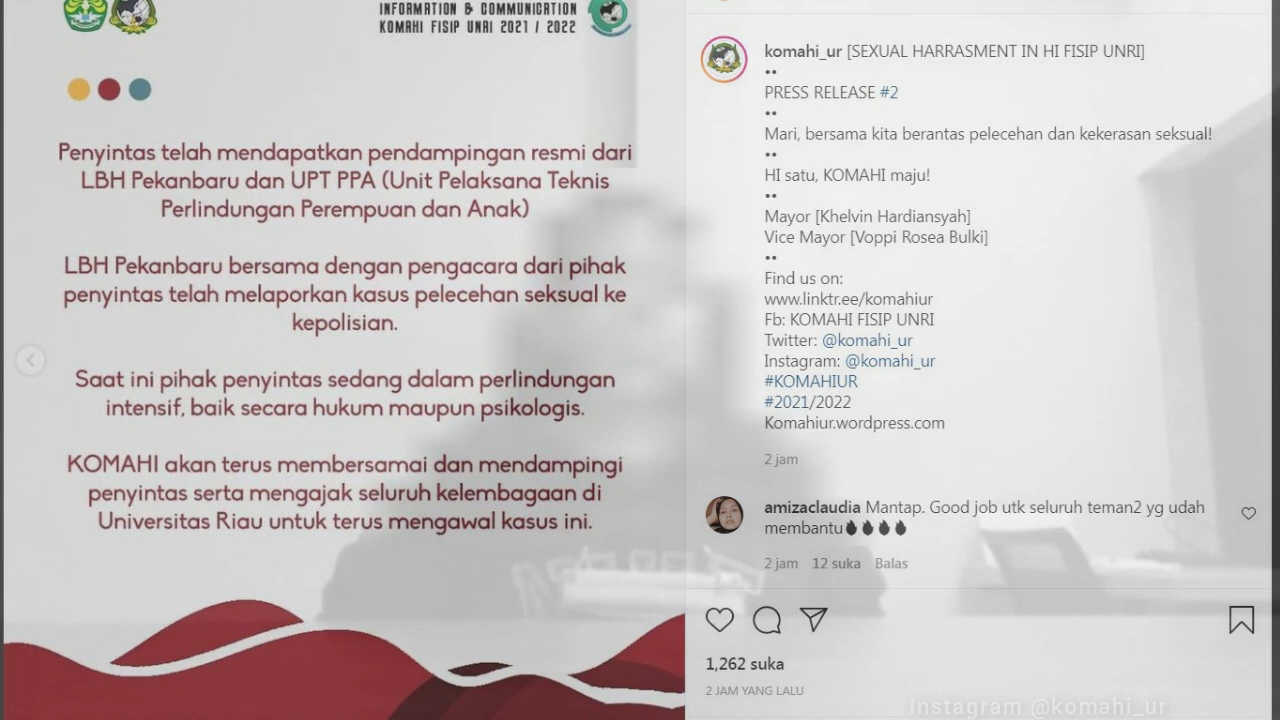 INFORMATION & COMMUNICATION
KOMAHI FISIP UNRI 2021 / 2022
Penyintas telah mendapatkan pendampingan resmi dari
LBH Pekanbaru dan UPT PPA (Unit Pelaksana Teknis
Perlindungan Perempuan dan Anak)
LBH Pekanbaru bersama dengan pengacara dari pihak
penyintas telah melaporkan kasus pelecehan seksual ke
kepolisian.
Saat ini pihak penyintas sedang dalam perlindungan
intensif, baik secara hukum maupun psikologis.
KOMAHI akan terus membersamai dan mendampingi
penyintas serta mengajak seluruh kelembagaan di
Universitas Riau untuk terus mengawal kasus ini.
komahi_ur [SEXUAL HARRASMENT IN HI FISIP UNRI]
••
PRESS RELEASE #2
••
Mari, bersama kita berantas pelecehan dan kekerasan seksual!
••
HI satu, KOMAHI maju!
••
Mayor [Khelvin Hardiansyah]
Vice Mayor [Voppi Rosea Bulki]
••
Find us on:
www.linktr.ee/komahiur
Fb: KOMAHI FISIP UNRI
Twitter: @komahi_ur
Instagram: @komahi_ur
#KOMAHIUR
#2021/2022
Komahiur.wordpress.com
2 jam
amizaclaudia Mantap. Good job utk seluruh teman2 yg udah
membantu
2 jam 12 suka Balas
1,262 suka
2 JAM YANG LALU
Instagram @komahi_ur